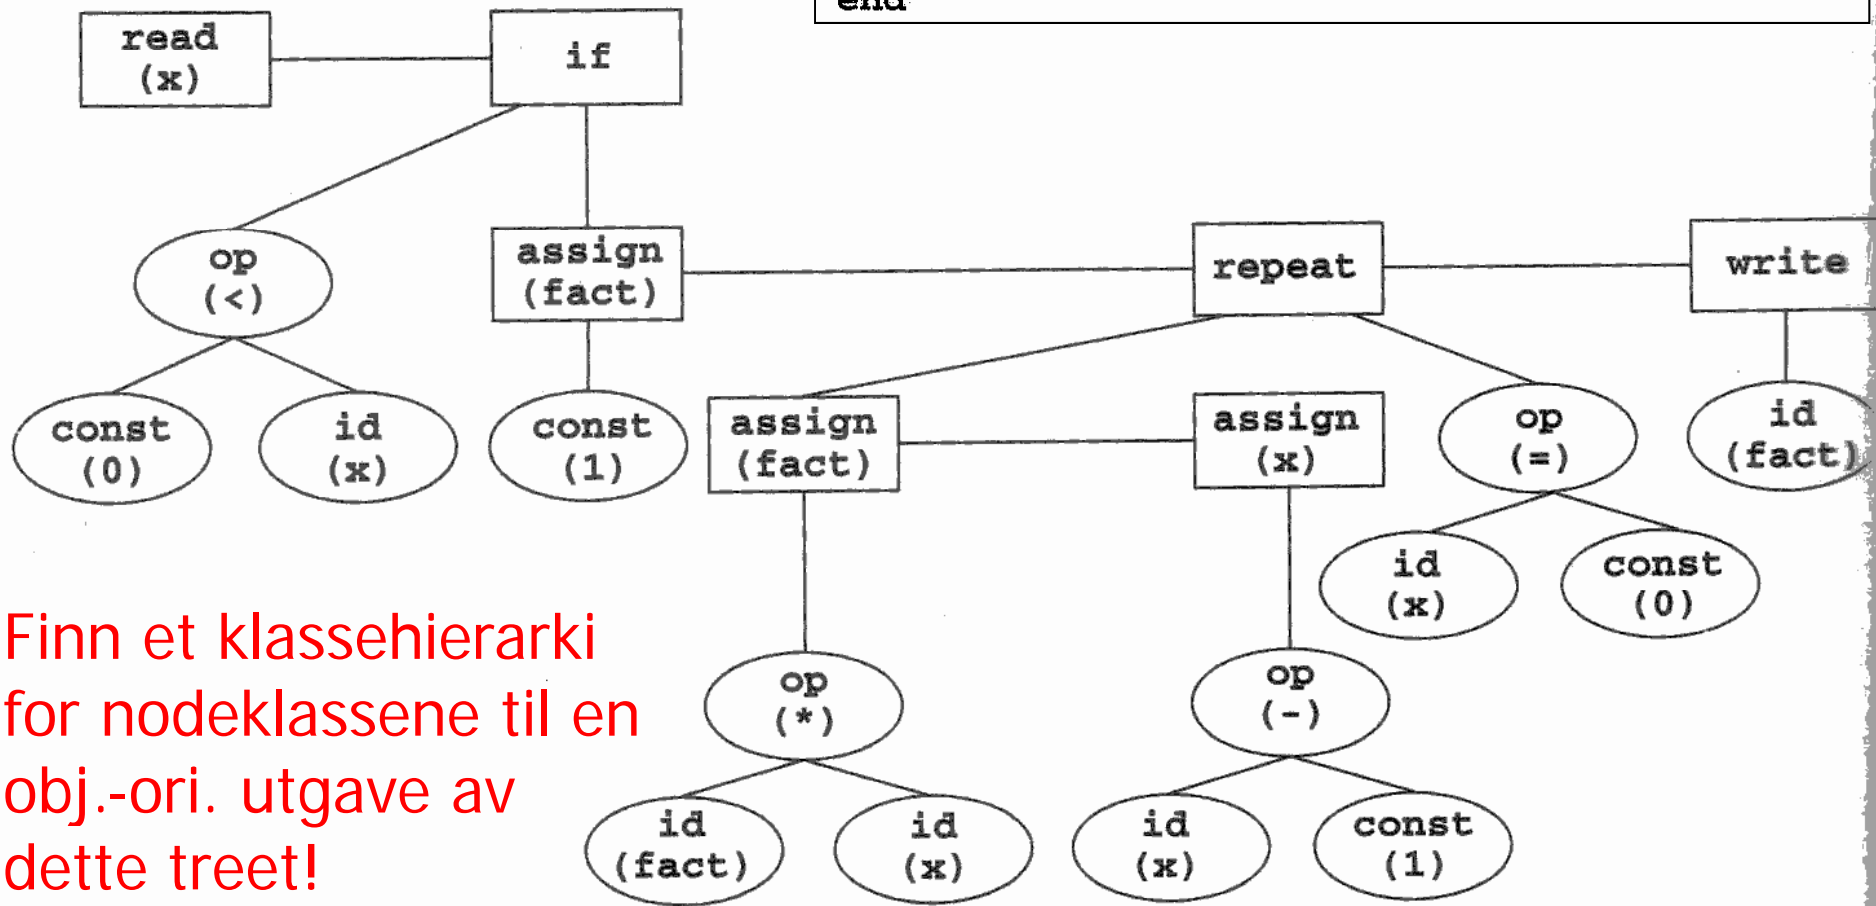 end
read
(x)
if
op
(<)
assign
(fact)
repeat
write
const
(0)
id
(x)
const
(1)
assign
(fact)
assign
(x)
op
(=)
id
(fact)
id
(x)
const
(0)
Finn et klassehierarki
for nodeklassene til en
obj.-ori. utgave av
dette treet!
op
(*)
op
(-)
id
(fact)
id
(x)
id
(x)
const
(1)